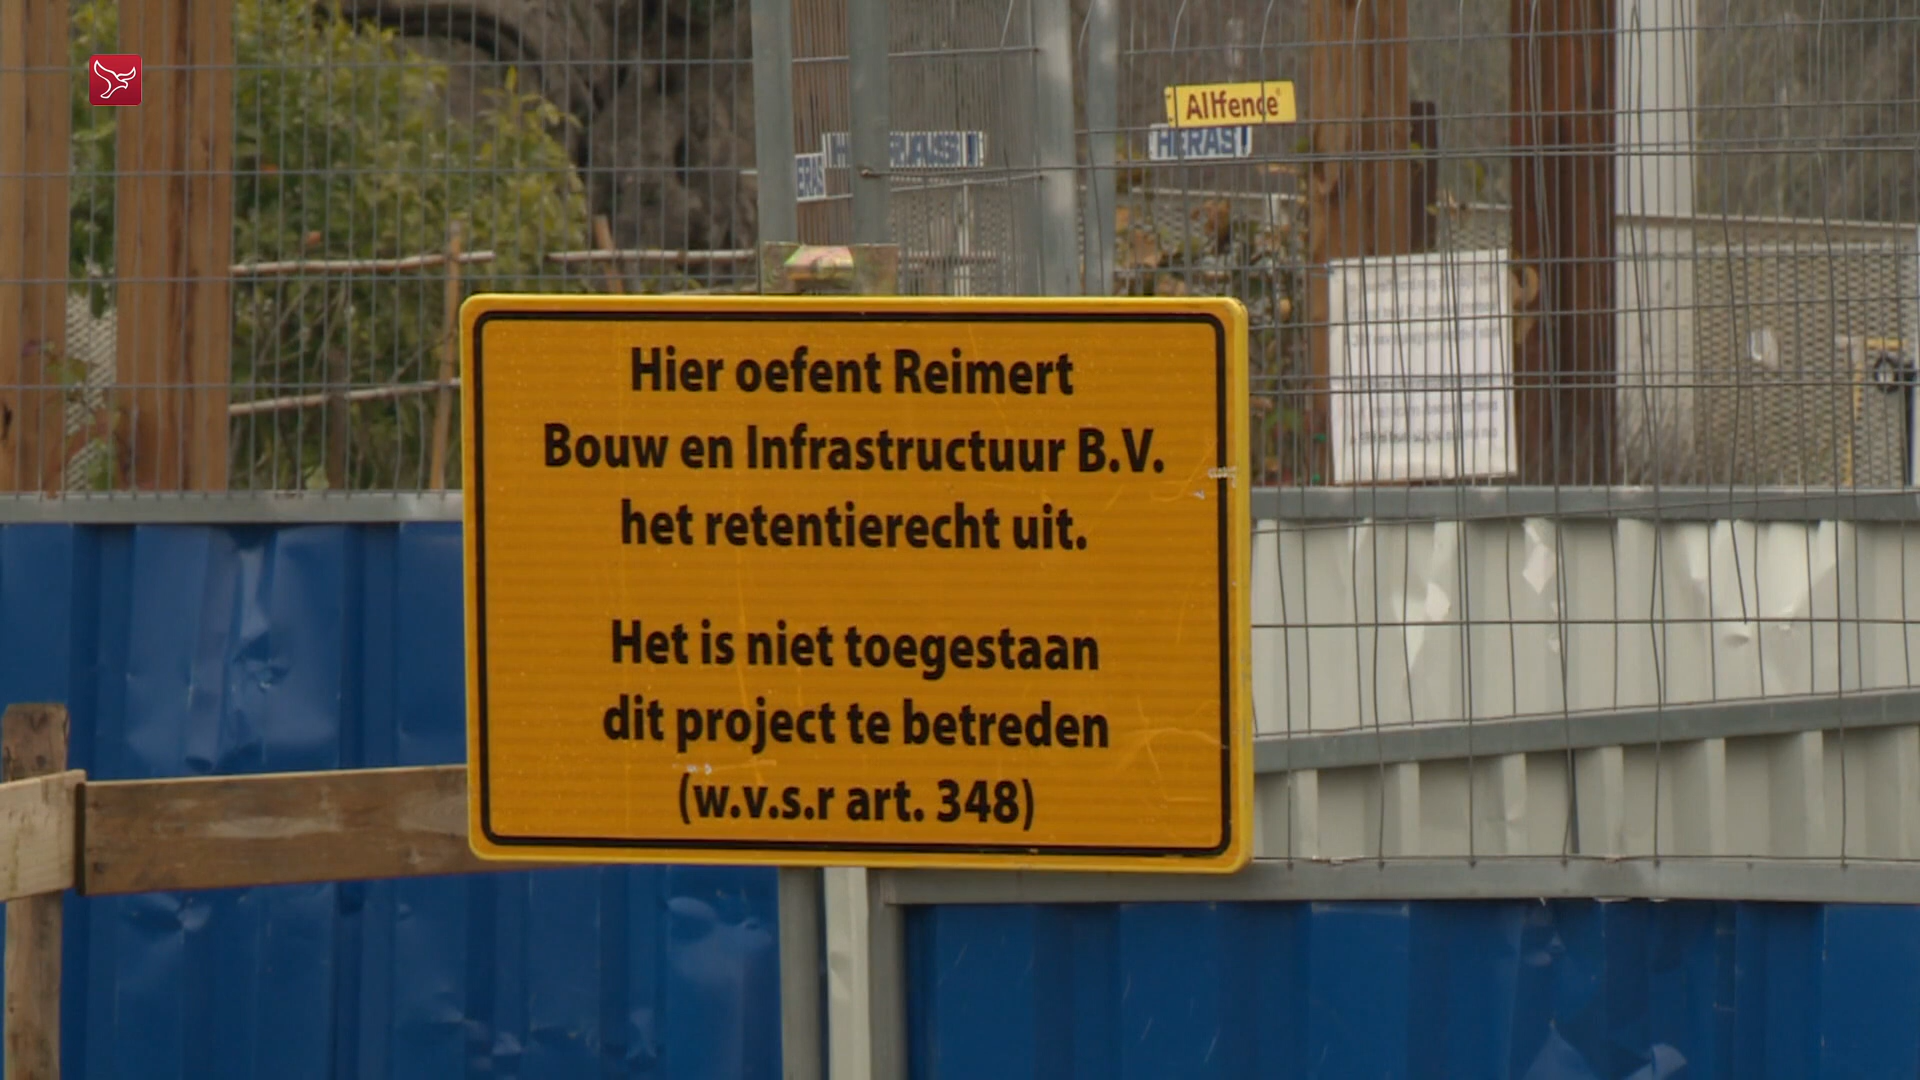 Allfence
HERAS
ERAS
Hier oefent Reimert
Bouw en Infrastructuur B.V.
het retentierecht uit.
Het is niet toegestaan
dit project te betreden
(w.v.s.r art. 348)